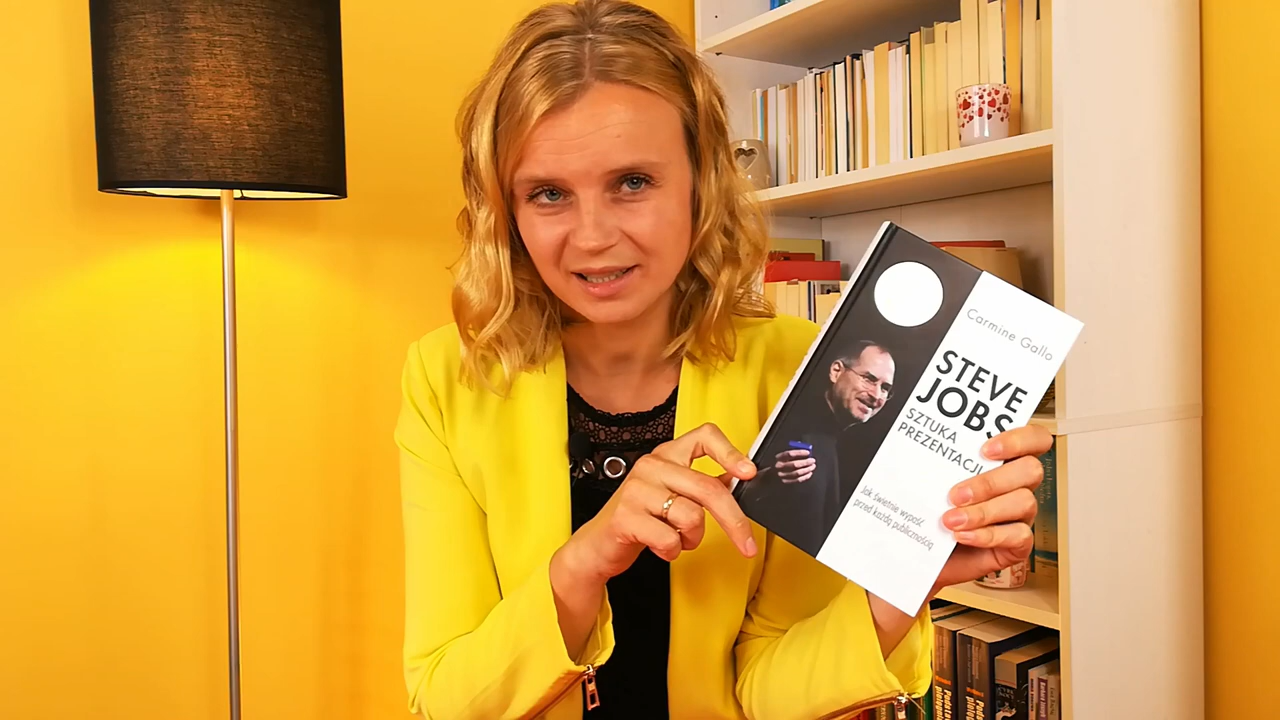 Carmine Gallo
STEVE
JOBS
SZTUKA
PREZENTACJI
Jak świetnie wypaść
przed każdą publicznością